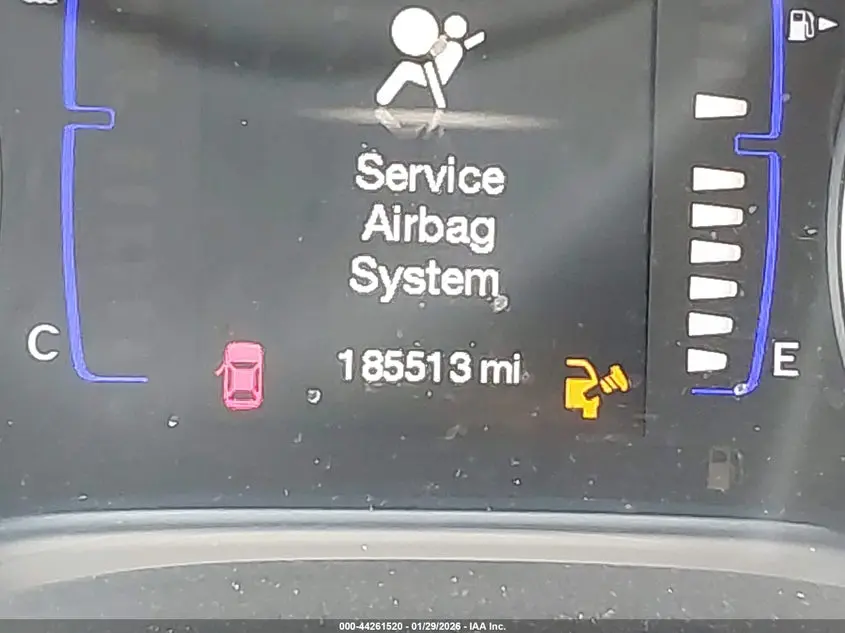 Service
Airbag
System
C
185513 mi
E
000-44261520 - 01/29/2026 - IAA Inc.